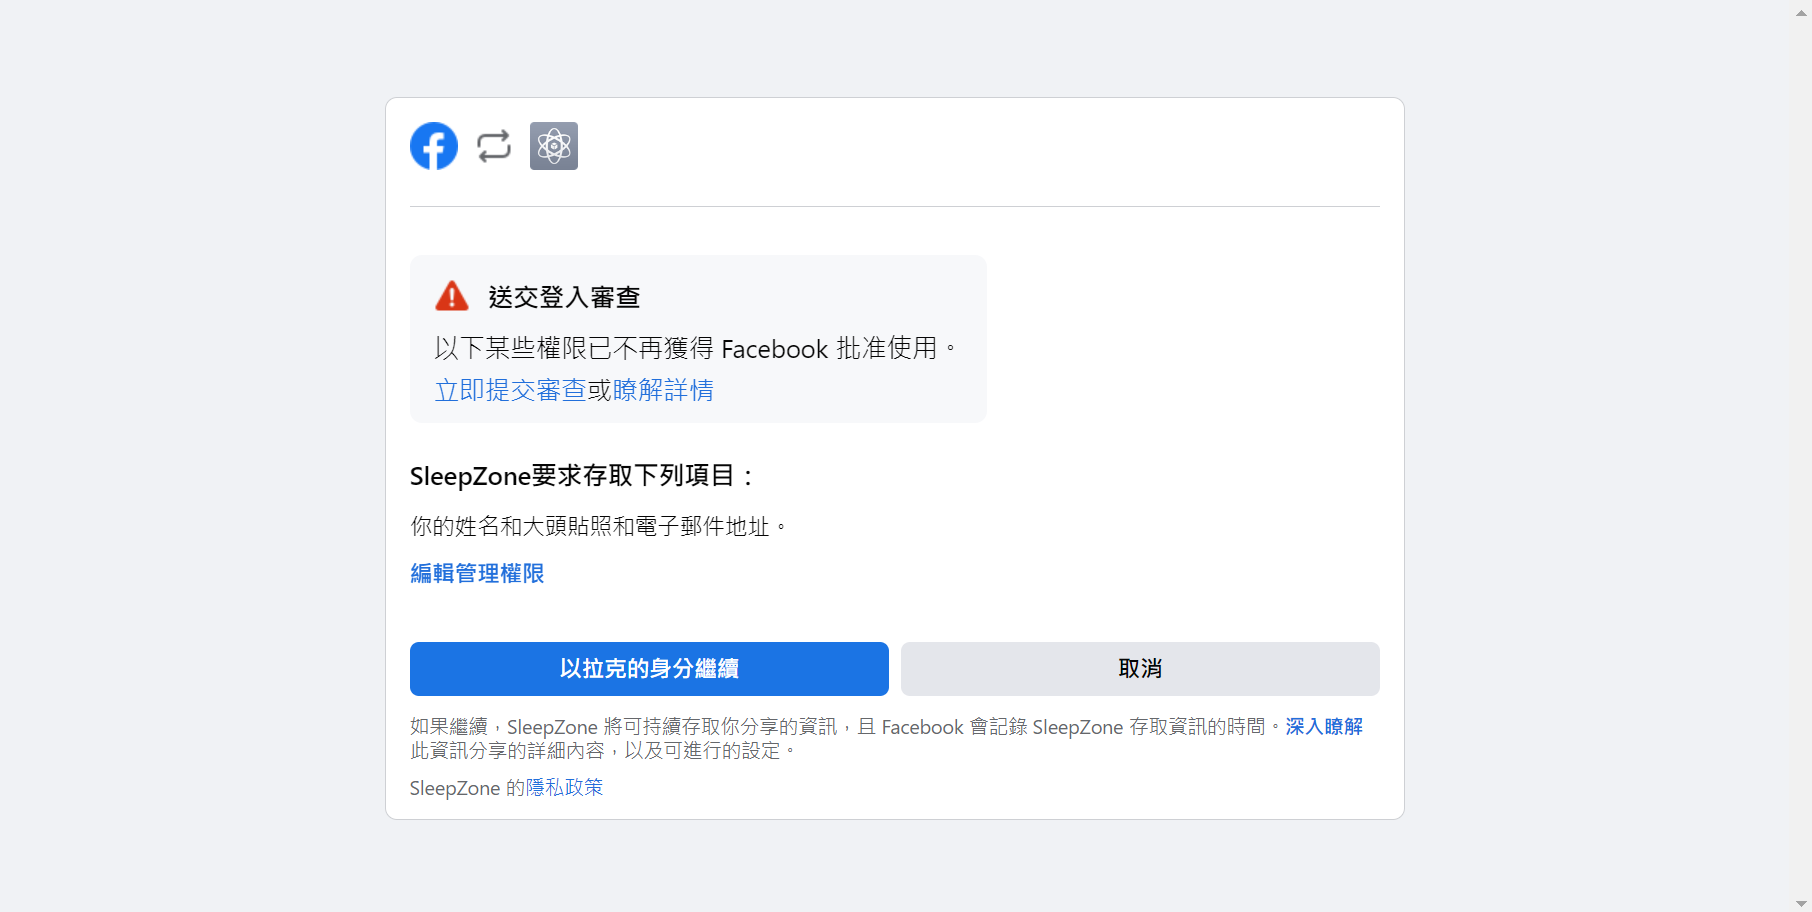 送交登入審查
以下某些權限已不再獲得 Facebook 批准使用。
立即提交審查或瞭解詳情
SleepZone要求存取下列項目：
你的姓名和大頭貼照和電子郵件地址。
編輯管理權限
以拉克的身分繼續
取消
如果繼續，SleepZone 將可持續存取你分享的資訊，且 Facebook 會記錄 SleepZone 存取資訊的時間。深入瞭解
此資訊分享的詳細內容，以及可進行的設定。
SleepZone 的隱私政策